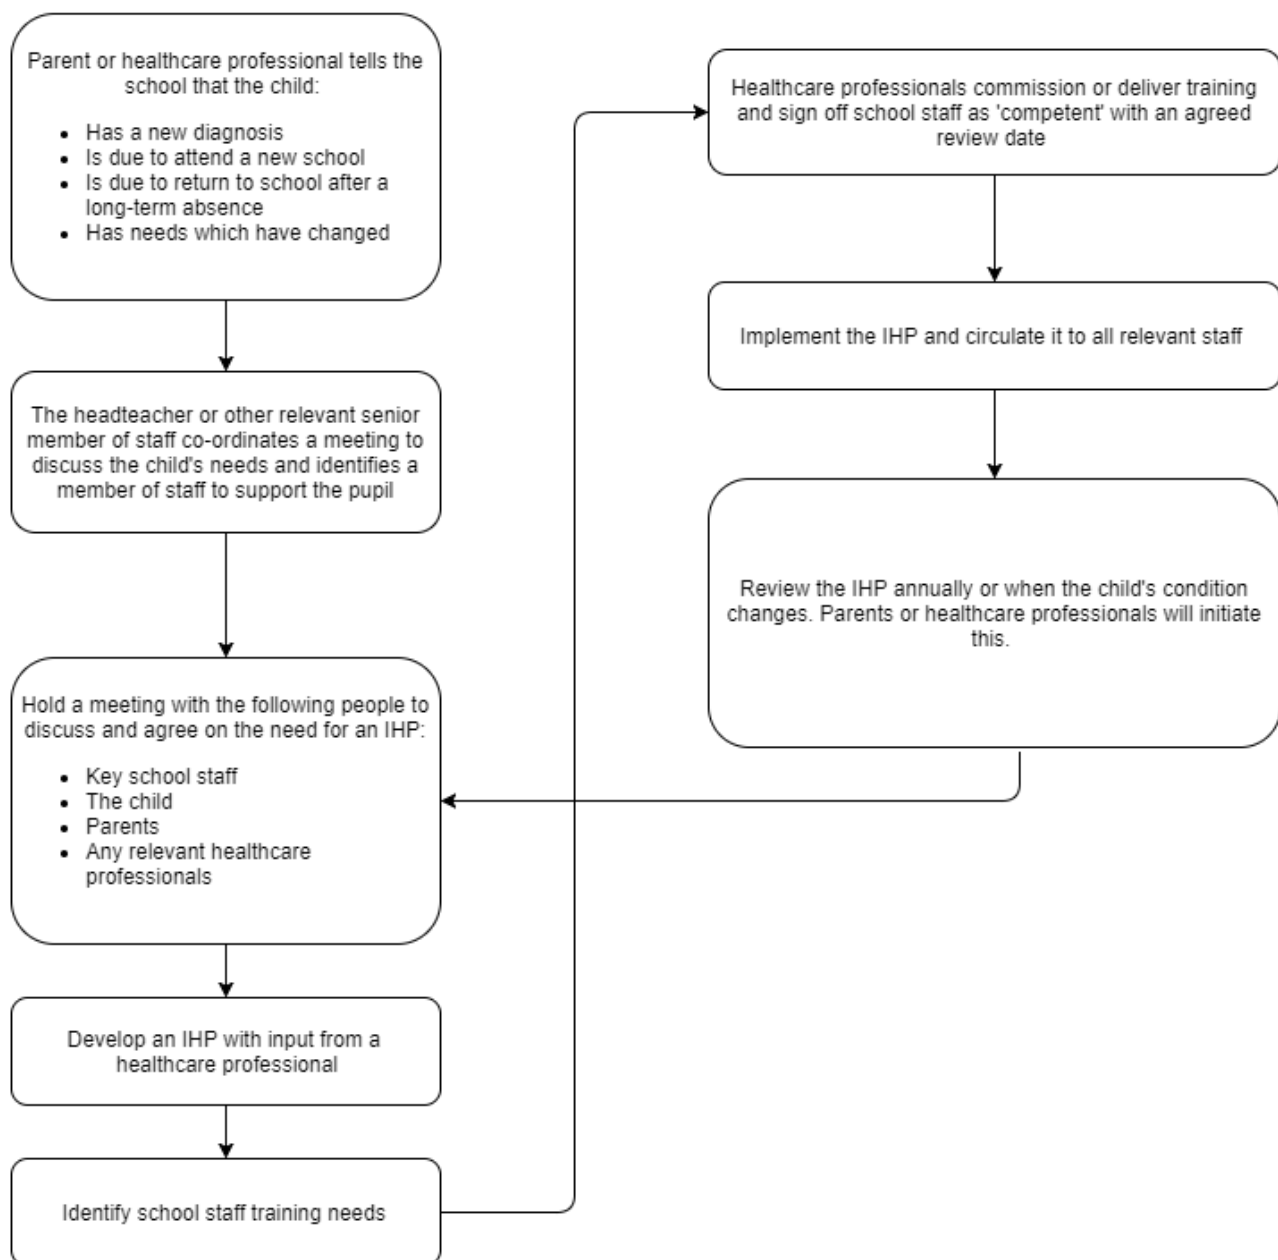 Parent or healthcare professional tells the
school that the child:
• Has a new diagnosis
• Is due to attend a new school
• Is due to return to school after a
long-term absence
• Has needs which have changed
The headteacher or other relevant senior
member of staff co-ordinates a meeting to
discuss the child's needs and identifies a
member of staff to support the pupil
Hold a meeting with the following people to
discuss and agree on the need for an IHP:
• Key school staff
• The child
• Parents
• Any relevant healthcare
professionals
Develop an IHP with input from a
healthcare professional
Identify school staff training needs
Healthcare professionals commission or deliver training
and sign off school staff as 'competent' with an agreed
review date
Implement the IHP and circulate it to all relevant staff
Review the IHP annually or when the child's condition
changes. Parents or healthcare professionals will initiate
this.